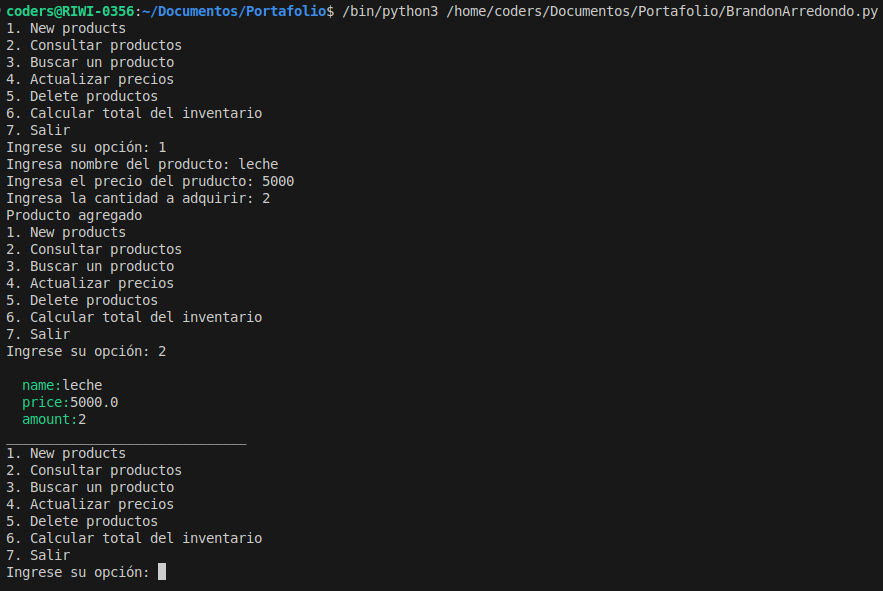 coders@RIWI-0356:~/Documentos/Portafolio$ /bin/python3 /home/coders/Documentos/Portafolio/BrandonArredondo.py
1. New products
2. Consultar productos
3. Buscar un producto
4. Actualizar precios
5. Delete productos
6. Calcular total del inventario
7. Salir
Ingrese su opción: 1
Ingresa nombre del producto: leche
Ingresa el precio del pruducto: 5000
Ingresa la cantidad a adquirir: 2
Producto agregado
1. New products
2. Consultar productos
3. Buscar un producto
4. Actualizar precios
5. Delete productos
6. Calcular total del inventario
7. Salir
Ingrese su opción: 2
name:leche
price:5000.0
amount:2
______________________________
1. New products
2. Consultar productos
3. Buscar un producto
4. Actualizar precios
5. Delete productos
6. Calcular total del inventario
7. Salir
Ingrese su opción: